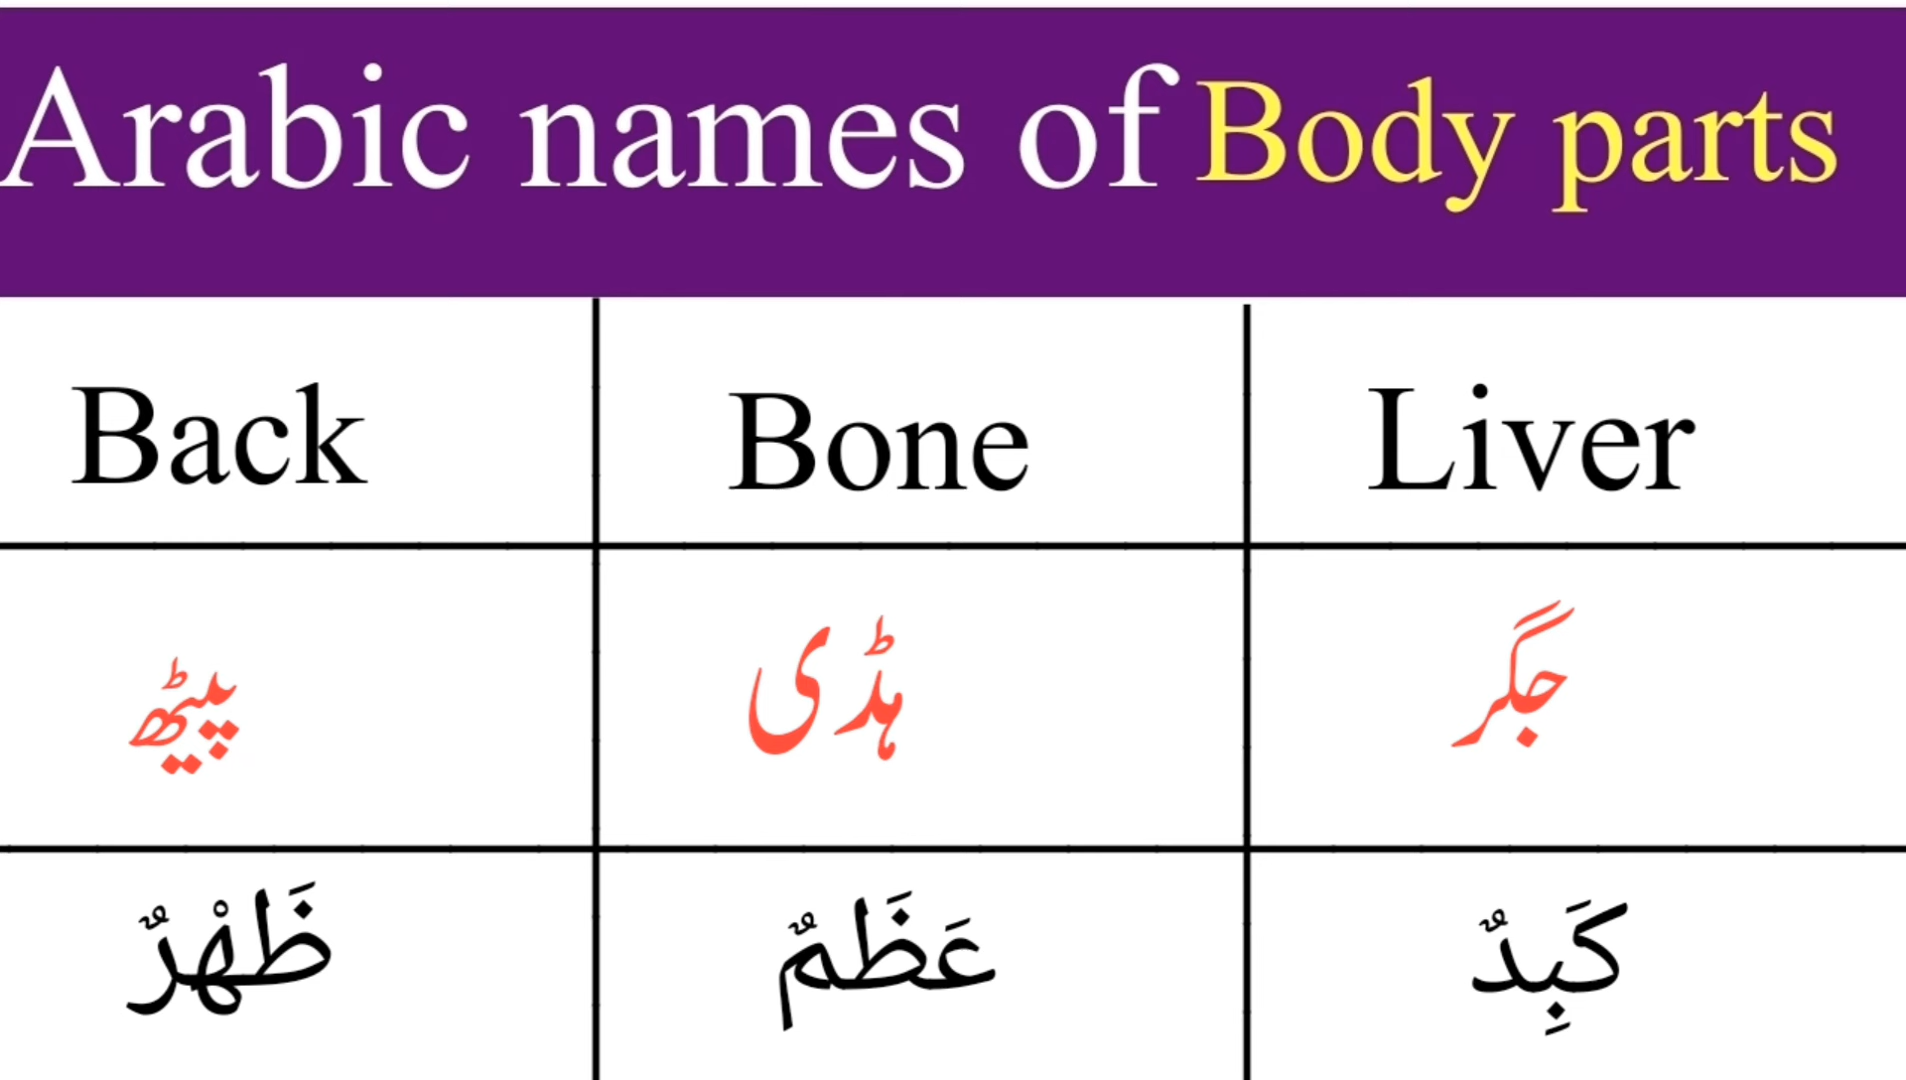 Arabic names of Body parts
Back Bone Liver
پیٹھ ہڈی جگر
ظَهْرٌ عَظَمٌ كَبِدٌ